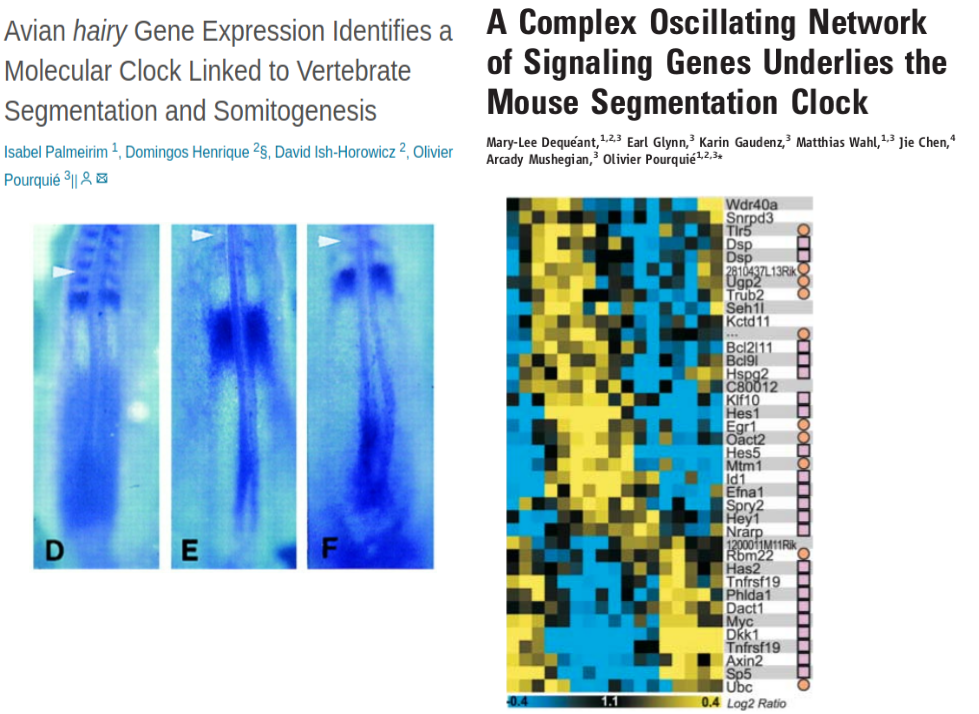 Avian hairy Gene Expression Identifies a
Molecular Clock Linked to Vertebrate
Segmentation and Somitogenesis
Isabel Palmeirim 1, Domingos Henrique 2§, David Ish-Horowicz 2, Olivier
Pourquié 3||
D
E
F
A Complex Oscillating Network
of Signaling Genes Underlies the
Mouse Segmentation Clock
Mary-Lee Dequéant,1,2,3 Earl Glynn,3 Karin Gaudenz,3 Matthias Wahl,1,3 Jie Chen,4
Arcady Mushegian,3 Olivier Pourquié1,2,3*
Wdr40a
Snrpd3
Tlr5
Dsp
Dsp
2810437L13Rik
Ugp2
Trub2
Seh1l
Kctd11
...
Bcl2l11
Bcl9l
Hspg2
C80012
Klf10
Hes1
Egr1
Oact2
Hes5
Mtm1
Id1
Efna1
Spry2
Hey1
Nrarp
1200011M11Rik
Rbm22
Has2
Tnfrsf19
Phlda1
Dact1
Myc
Dkk1
Tnfrsf19
Axin2
Sp5
Ubc
-0.4 1.1 0.4 Log2 Ratio